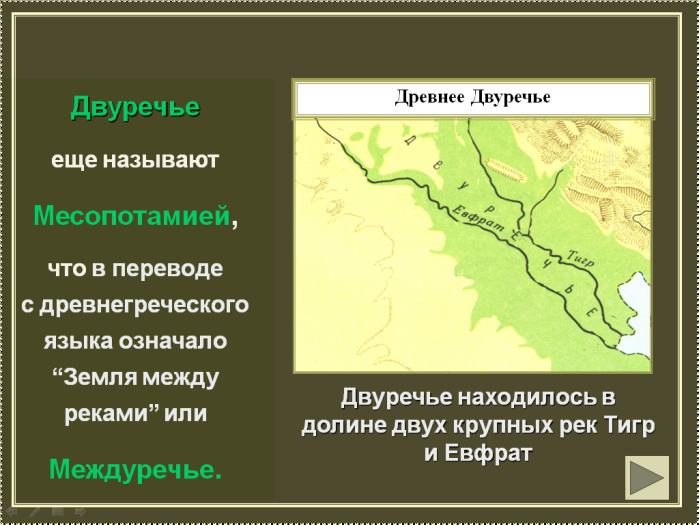 Двуречье
еще называют
Месопотамией,
что в переводе
с древнегреческого
языка означало
“Земля между
реками” или
Междуречье.
Древнее Двуречье
Д в у р е ч ь е
Евфрат
Тигр
Двуречье находилось в
долине двух крупных рек Тигр
и Евфрат